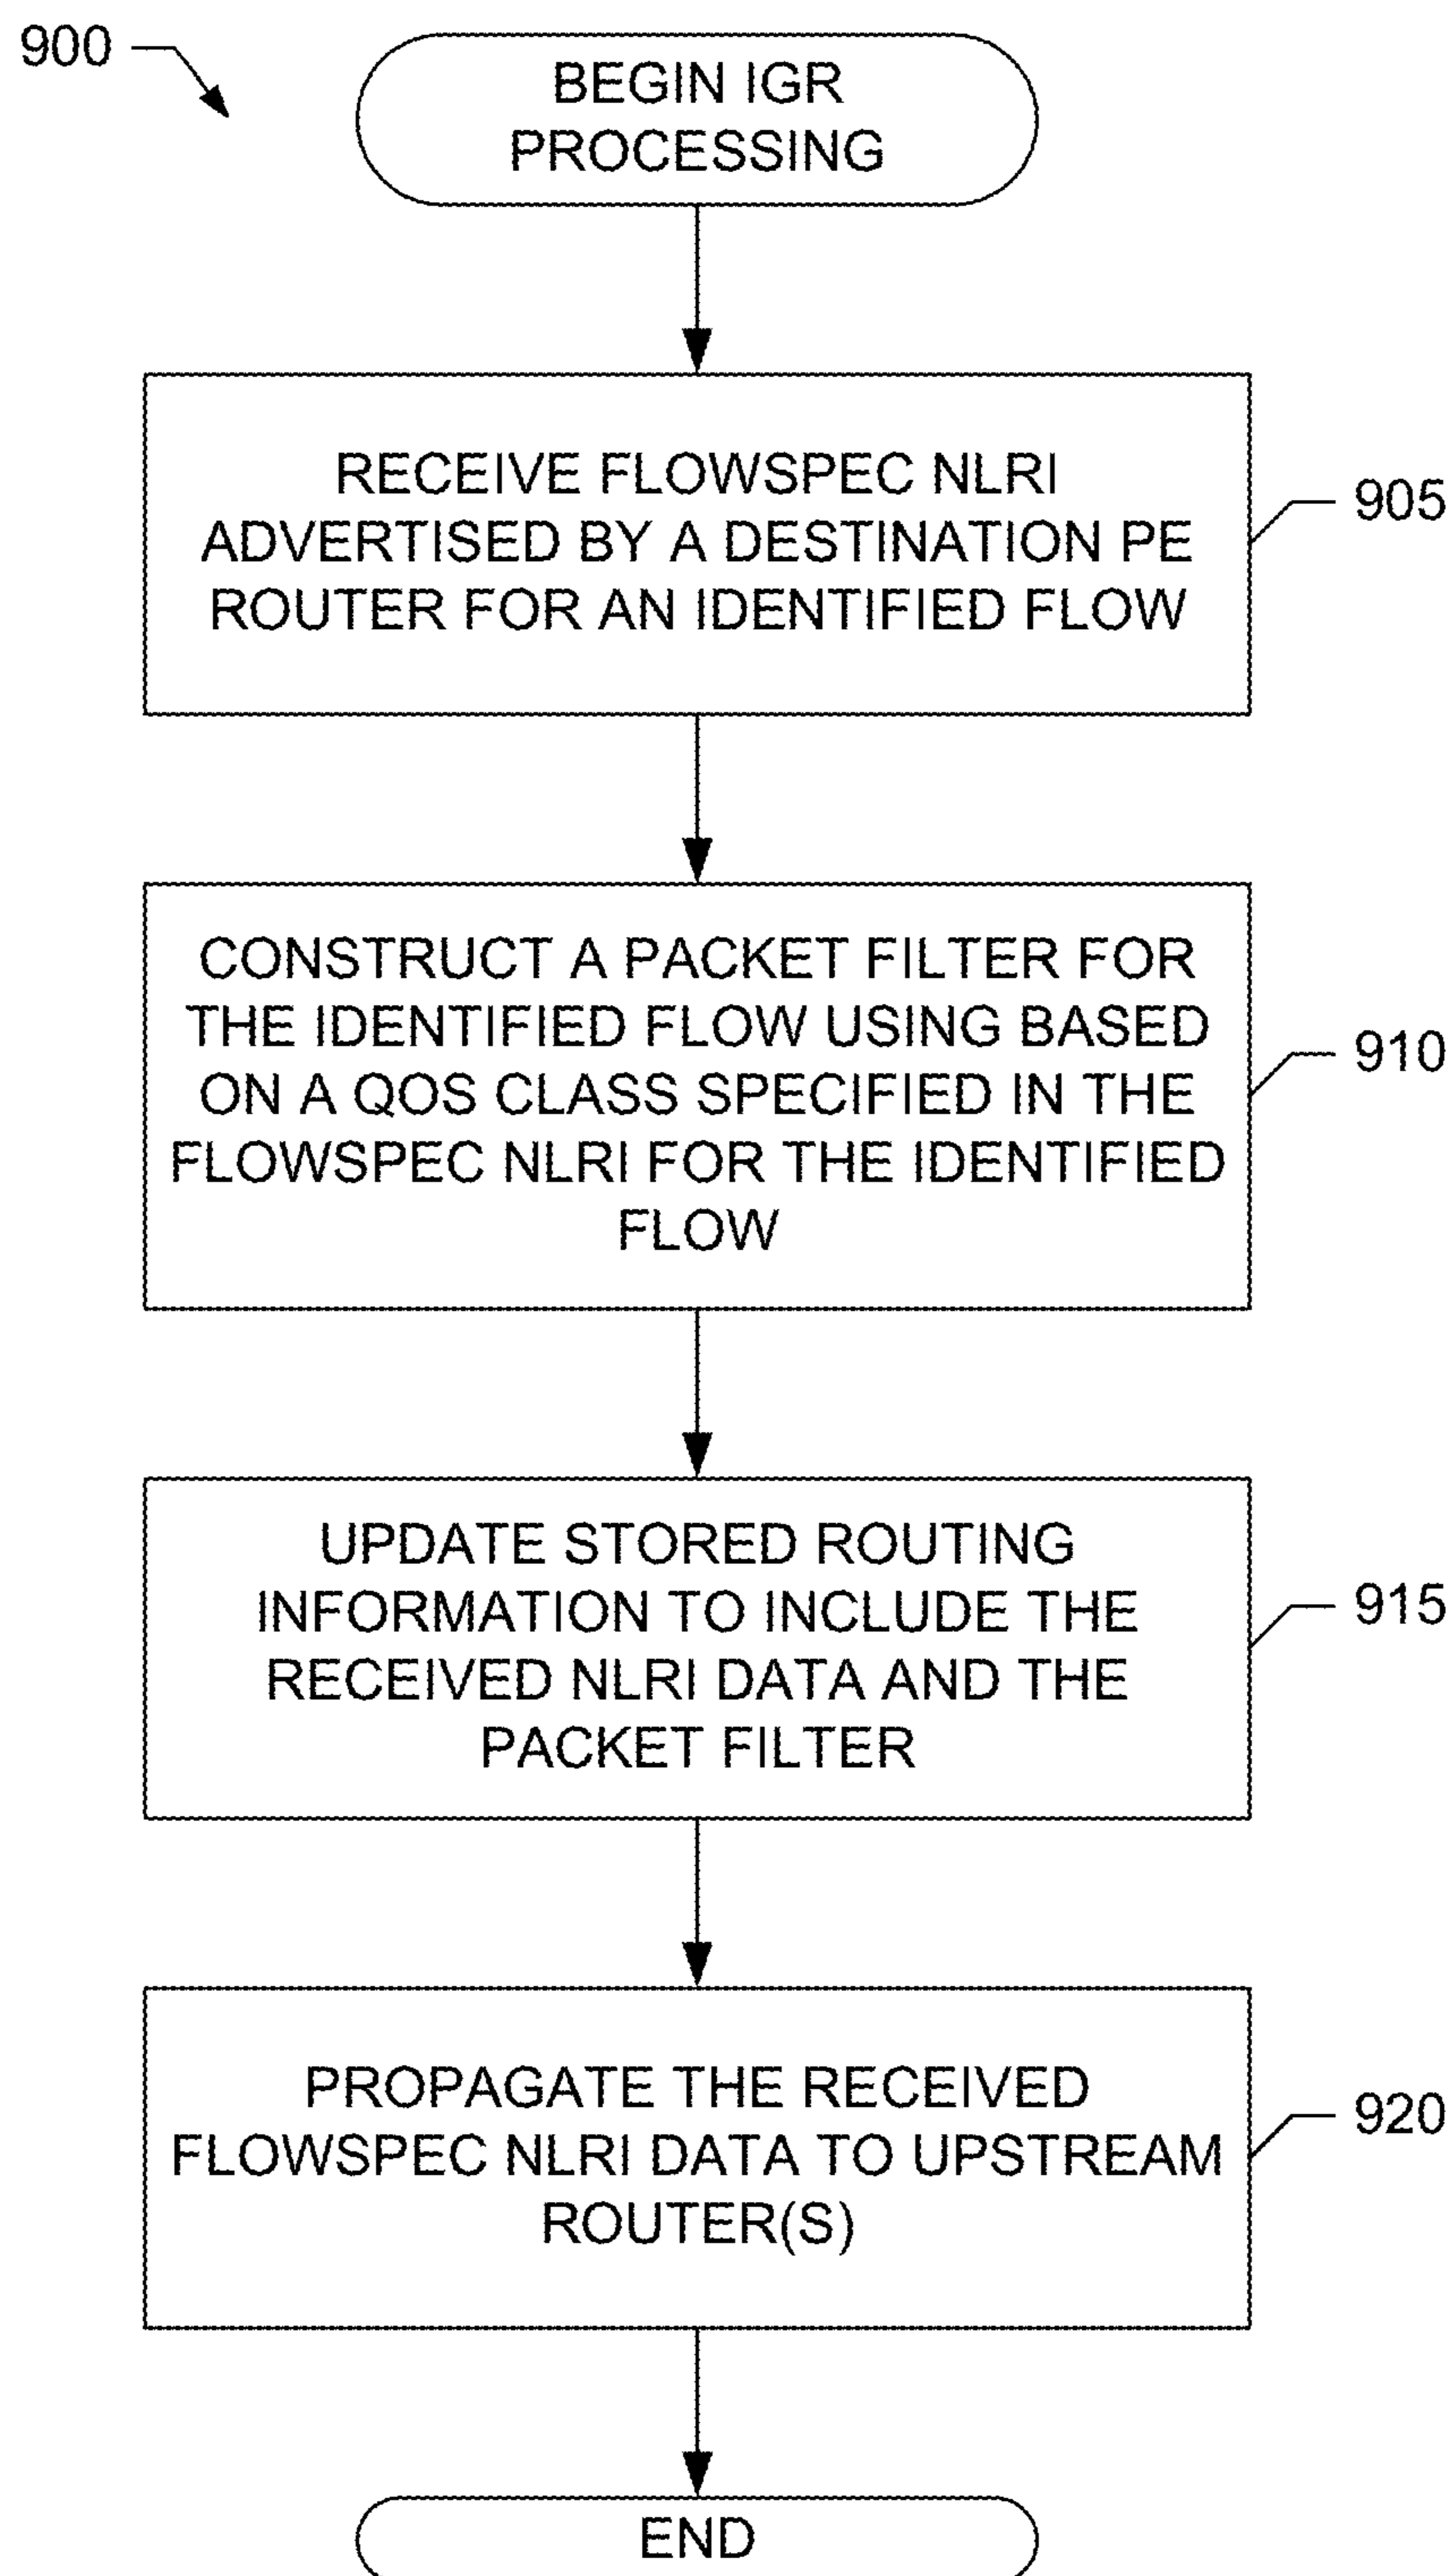 900
BEGIN IGR
PROCESSING
RECEIVE FLOWSPEC NLRI
ADVERTISED BY A DESTINATION PE
ROUTER FOR AN IDENTIFIED FLOW
905
CONSTRUCT A PACKET FILTER FOR
THE IDENTIFIED FLOW USING BASED
ON A QOS CLASS SPECIFIED IN THE
FLOWSPEC NLRI FOR THE IDENTIFIED
FLOW
910
UPDATE STORED ROUTING
INFORMATION TO INCLUDE THE
RECEIVED NLRI DATA AND THE
PACKET FILTER
915
PROPAGATE THE RECEIVED
FLOWSPEC NLRI DATA TO UPSTREAM
ROUTER(S)
920
END